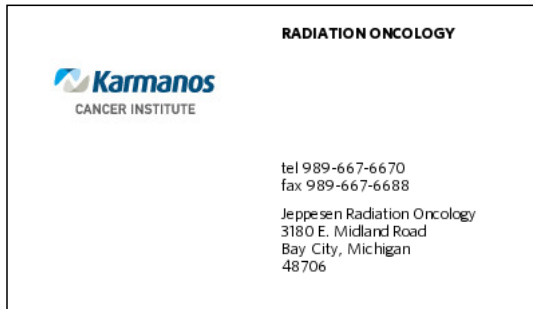 RADIATION ONCOLOGY
Karmanos
CANCER INSTITUTE
tel 989-667-6670
fax 989-667-6688
Jeppesen Radiation Oncology
3180 E. Midland Road
Bay City, Michigan
48706